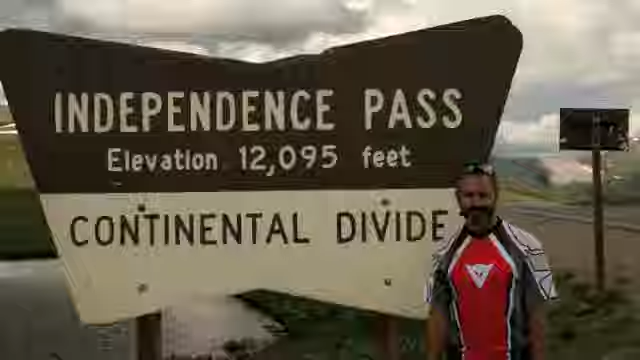 INDEPENDENCE PASS
Elevation 12,095 feet
CONTINENTAL DIVIDE